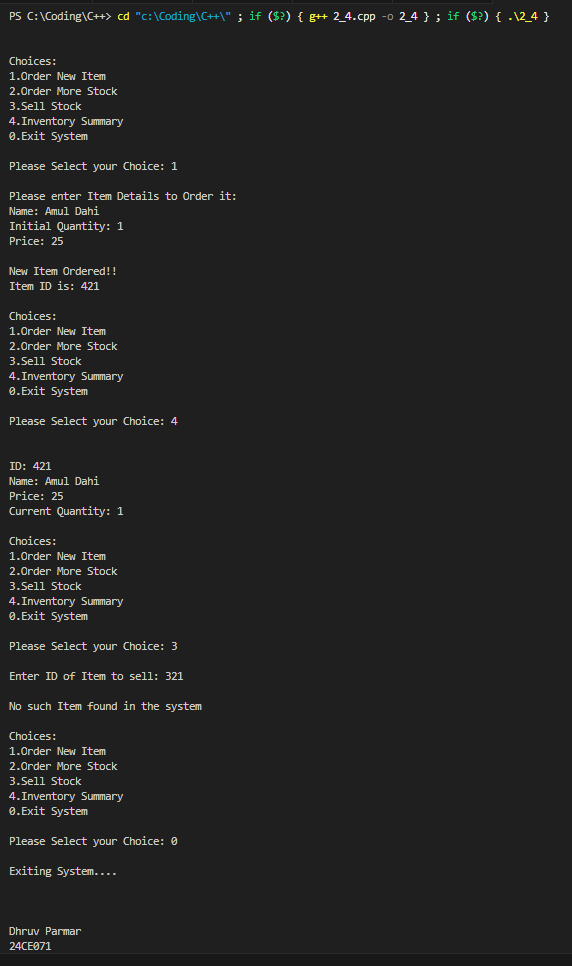 PS C:\Coding\C++> cd "c:\Coding\C++\" ; if ($?) { g++ 2_4.cpp -o 2_4 } ; if ($?) { .\2_4 }
Choices:
1.Order New Item
2.Order More Stock
3.Sell Stock
4.Inventory Summary
0.Exit System
Please Select your Choice: 1
Please enter Item Details to Order it:
Name: Amul Dahi
Initial Quantity: 1
Price: 25
New Item Ordered!!
Item ID is: 421
Choices:
1.Order New Item
2.Order More Stock
3.Sell Stock
4.Inventory Summary
0.Exit System
Please Select your Choice: 4
ID: 421
Name: Amul Dahi
Price: 25
Current Quantity: 1
Choices:
1.Order New Item
2.Order More Stock
3.Sell Stock
4.Inventory Summary
0.Exit System
Please Select your Choice: 3
Enter ID of Item to sell: 321
No such Item found in the system
Choices:
1.Order New Item
2.Order More Stock
3.Sell Stock
4.Inventory Summary
0.Exit System
Please Select your Choice: 0
Exiting System....
Dhruv Parmar
24CE071